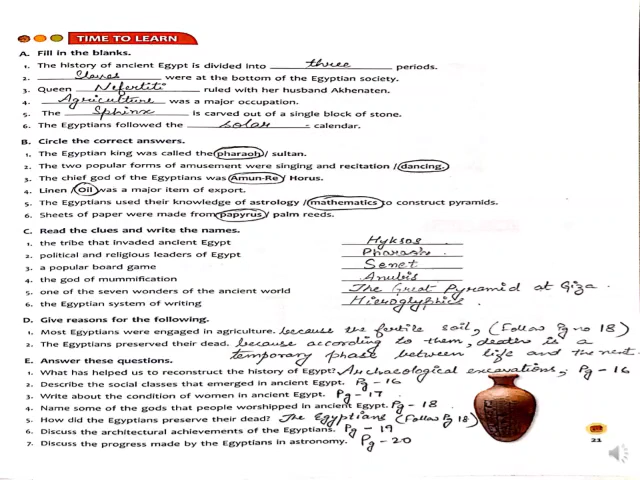 TIME TO LEARN
A. Fill in the blanks.
1. The history of ancient Egypt is divided into three periods.
2. Slaves were at the bottom of the Egyptian society.
3. Queen Nefertiti ruled with her husband Akhenaten.
4. Agriculture was a major occupation.
5. The Sphinx is carved out of a single block of stone.
6. The Egyptians followed the solar - calendar.
B. Circle the correct answers.
1. The Egyptian king was called the pharaoh / sultan.
2. The two popular forms of amusement were singing and recitation / dancing.
3. The chief god of the Egyptians was Amun-Re / Horus.
4. Linen / Oil was a major item of export.
5. The Egyptians used their knowledge of astrology / mathematics to construct pyramids.
6. Sheets of paper were made from papyrus / palm reeds.
C. Read the clues and write the names.
1. the tribe that invaded ancient Egypt Hyksos
2. political and religious leaders of Egypt
3. a popular board game Senet
4. the god of mummification Anubis
5. one of the seven wonders of the ancient world The Great Pyramid at Giza.
6. the Egyptian system of writing Hieroglyphics.
D. Give reasons for the following.
1. Most Egyptians were engaged in agriculture. because the fertile soil, (Follow Pg no 18)
2. The Egyptians preserved their dead. because according to them, death is a
temporary phase between life and the next.
E. Answer these questions.
1. What has helped us to reconstruct the history of Egypt? Archaeological excavations, Pg - 16
2. Describe the social classes that emerged in ancient Egypt. Pg - 16
3. Write about the condition of women in ancient Egypt. Pg - 17.
4. Name some of the gods that people worshipped in ancient Egypt. Pg - 18.
5. How did the Egyptians preserve their dead? The Egyptians (Follow Pg 18)
6. Discuss the architectural achievements of the Egyptians. Pg - 19
7. Discuss the progress made by the Egyptians in astronomy. Pg - 20
21